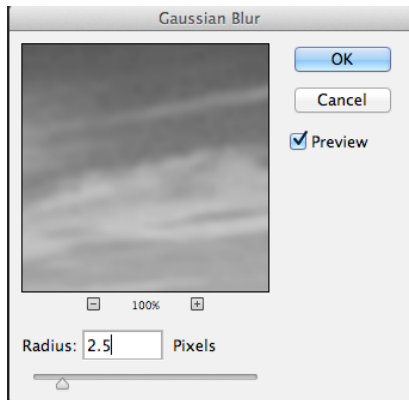 Gaussian Blur
OK
Cancel
Preview
100%
Radius: 2.5 Pixels